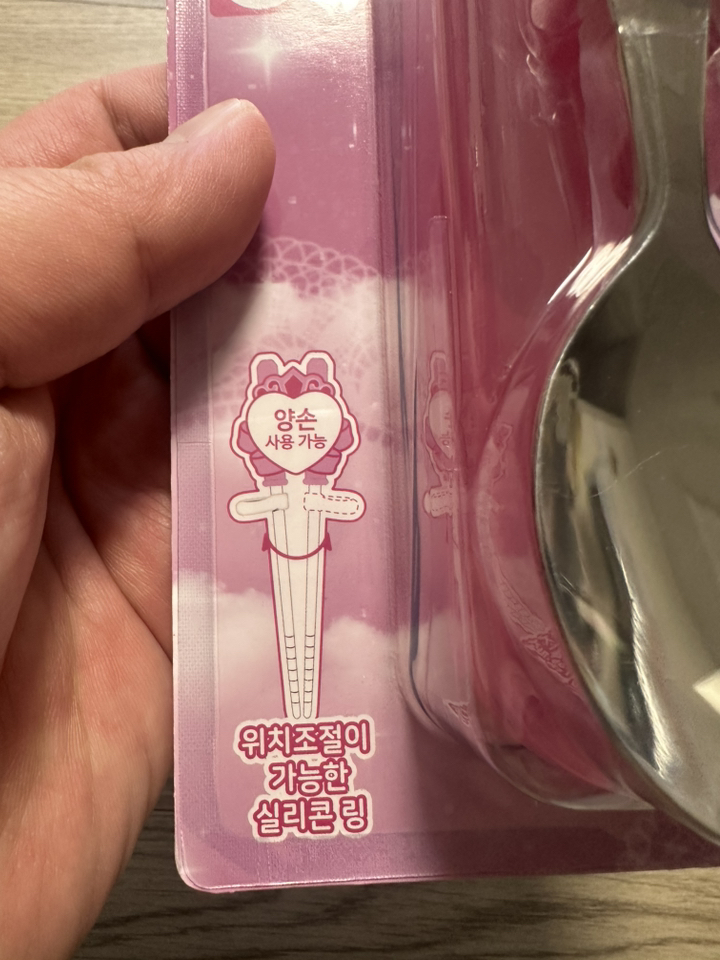 양손
사용 가능
위치조절이
가능한
실리콘 링